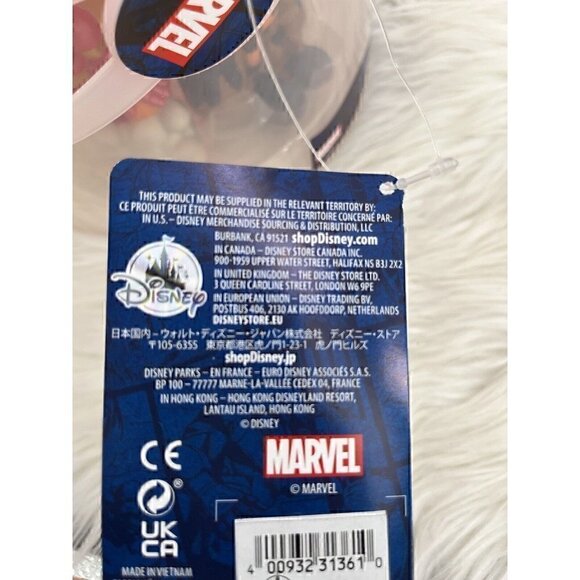 MARVEL
THIS PRODUCT MAY BE SUPPLIED IN THE RELEVANT TERRITORY BY:
CE PRODUIT PEUT ÊTRE COMMERCIALISÉ SUR LE TERRITOIRE CONCERNÉ PAR:
IN U.S. – DISNEY MERCHANDISE SOURCING & DISTRIBUTION, LLC
BURBANK, CA 91521 shopDisney.com
IN CANADA – DISNEY STORE CANADA INC.
900-1959 UPPER WATER STREET, HALIFAX NS B3J 2X2
IN UNITED KINGDOM – THE DISNEY STORE LTD.
3 QUEEN CAROLINE STREET, LONDON W6 9PE
IN EUROPEAN UNION – DISNEY TRADING BV,
POSTBUS 406, 2130 AK HOOFDDORP, NETHERLANDS
DISNEYSTORE.EU
Disney
日本国内 – ウォルト・ディズニー・ジャパン株式会社 ディズニー・ストア
〒105-6355 東京都港区虎ノ門1-23-1 虎ノ門ヒルズ
shopDisney.jp
DISNEY PARKS – EN FRANCE – EURO DISNEY ASSOCIÉS S.A.S.
BP 100 – 77777 MARNE-LA-VALLÉE CEDEX 04, FRANCE
IN HONG KONG – HONG KONG DISNEYLAND RESORT,
LANTAU ISLAND, HONG KONG
© DISNEY
CE
MARVEL
© MARVEL
®
UK
CA
MADE IN VIETNAM
4 00932 31361 0